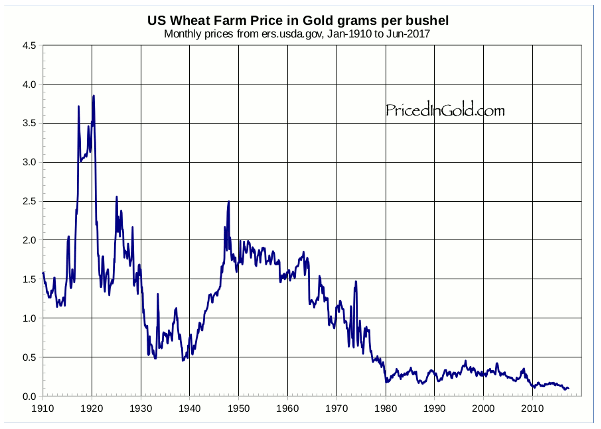 US Wheat Farm Price in Gold grams per bushel
Monthly prices from ers.usda.gov, Jan-1910 to Jun-2017
4.5
4.0
PricedInGold.com
3.5
3.0
2.5
2.0
1.5
1.0
0.5
0.0
1910 1920 1930 1940 1950 1960 1970 1980 1990 2000 2010